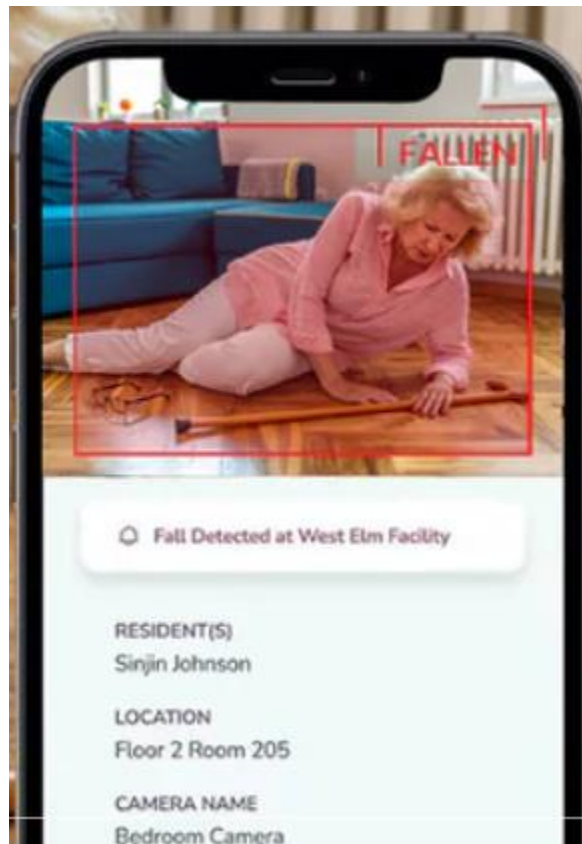 FALLEN
Fall Detected at West Elm Facility
RESIDENT(S)
Sinjin Johnson
LOCATION
Floor 2 Room 205
CAMERA NAME
Bedroom Camera